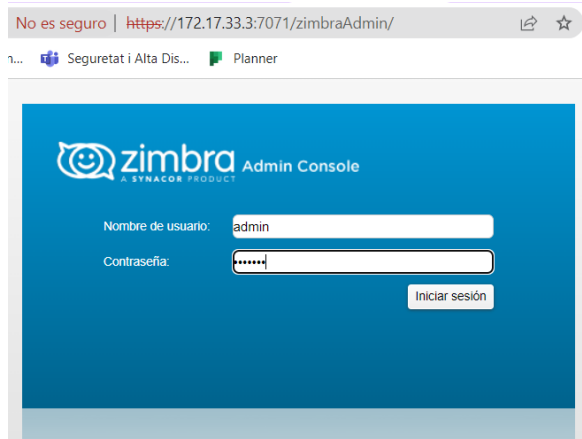 No es seguro | https://172.17.33.3:7071/zimbraAdmin/
n... Seguretat i Alta Dis... Planner
zimbra Admin Console
A SYNACOR PRODUCT
Nombre de usuario: admin
Contraseña: •••••••
Iniciar sesión